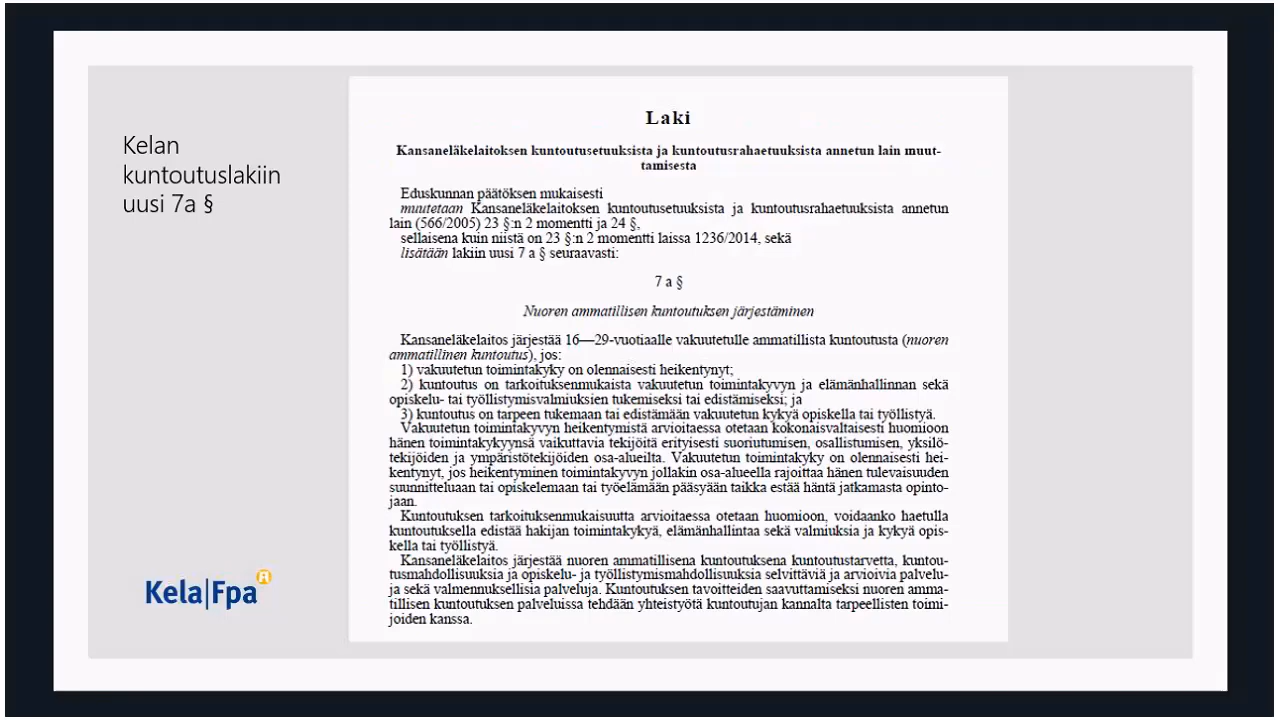 Kelan
kuntoutuslakiin
uusi 7a §
Laki
Kansaneläkelaitoksen kuntoutusetuuksista ja kuntoutusrahaetuuksista annetun lain muut-
tamisesta
Eduskunnan päätöksen mukaisesti
muutetaan Kansaneläkelaitoksen kuntoutusetuuksista ja kuntoutusrahaetuuksista annetun
lain (566/2005) 23 §:n 2 momentti ja 24 §,
sellaisena kuin niistä on 23 §:n 2 momentti laissa 1236/2014, sekä
lisätään lakiin uusi 7 a § seuraavasti:
7 a §
Nuoren ammatillisen kuntoutuksen järjestäminen
Kansaneläkelaitos järjestää 16—29-vuotiaalle vakuutetulle ammatillista kuntoutusta (nuoren
ammatillinen kuntoutus), jos:
1) vakuutetun toimintakyky on olennaisesti heikentynyt;
2) kuntoutus on tarkoituksenmukaista vakuutetun toimintakyvyn ja elämänhallinnan sekä
opiskelu- tai työllistymisvalmiuksien tukemiseksi tai edistämiseksi; ja
3) kuntoutus on tarpeen tukemaan tai edistämään vakuutetun kykyä opiskella tai työllistyä.
Vakuutetun toimintakyvyn heikentymistä arvioitaessa otetaan kokonaisvaltaisesti huomioon
hänen toimintakykyynsä vaikuttavia tekijöitä erityisesti suoriutumisen, osallistumisen, yksilö-
tekijöiden ja ympäristötekijöiden osa-alueilta. Vakuutetun toimintakyky on olennaisesti hei-
kentynyt, jos heikentyminen toimintakyvyn jollakin osa-alueella rajoittaa hänen tulevaisuuden
suunnitteluaan tai opiskelemaan tai työelämään pääsyään taikka estää häntä jatkamasta opinto-
jaan.
Kuntoutuksen tarkoituksenmukaisuutta arvioitaessa otetaan huomioon, voidaanko haetulla
kuntoutuksella edistää hakijan toimintakykyä, elämänhallintaa sekä valmiuksia ja kykyä opis-
kella tai työllistyä.
Kansaneläkelaitos järjestää nuoren ammatillisena kuntoutuksena kuntoutustarvetta, kuntou-
tusmahdollisuuksia ja opiskelu- ja työllistymismahdollisuuksia selvittäviä ja arvioivia palvelu-
ja sekä valmennuksellisia palveluja. Kuntoutuksen tavoitteiden saavuttamiseksi nuoren amma-
tillisen kuntoutuksen palveluissa tehdään yhteistyötä kuntoutujan kannalta tarpeellisten toimi-
joiden kanssa.
Kela|Fpa